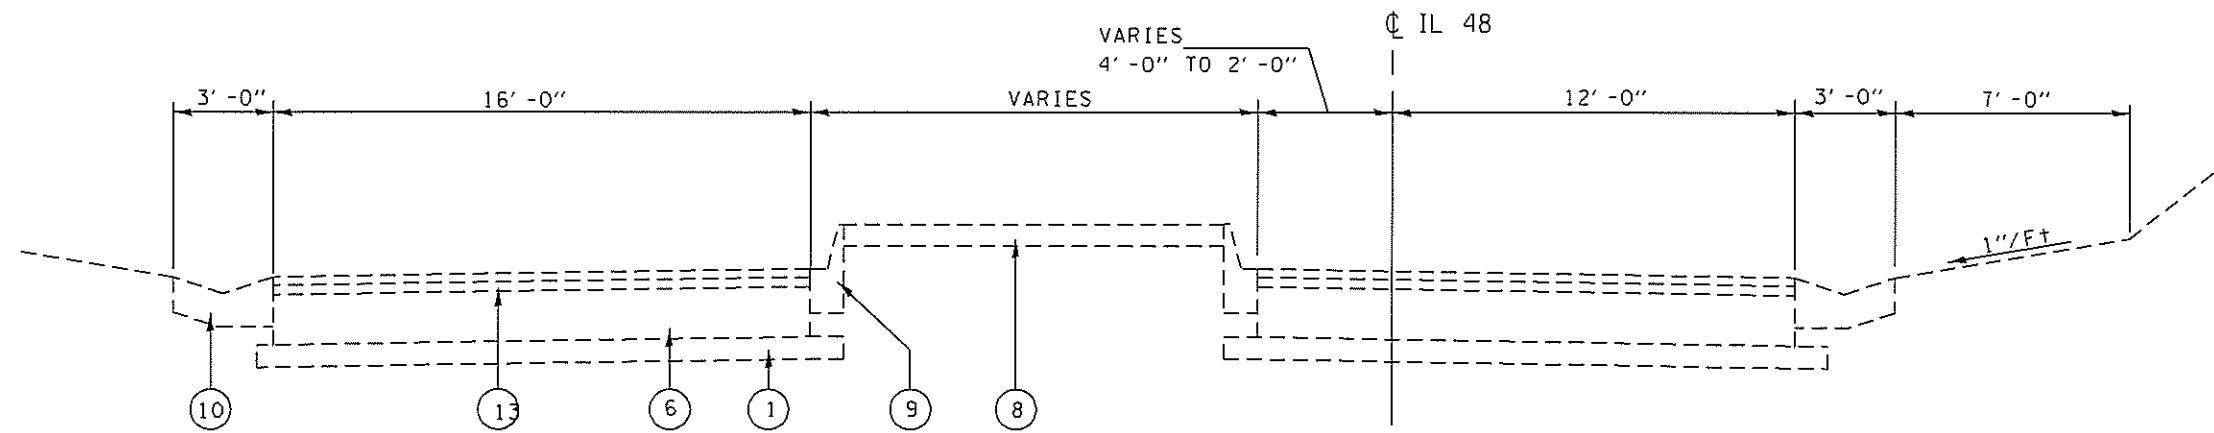 ℄ IL 48
VARIES
4'-0" TO 2'-0"
3'-0"
16'-0"
VARIES
12'-0"
3'-0"
7'-0"
1"/Ft
10
13
6
1
9
8